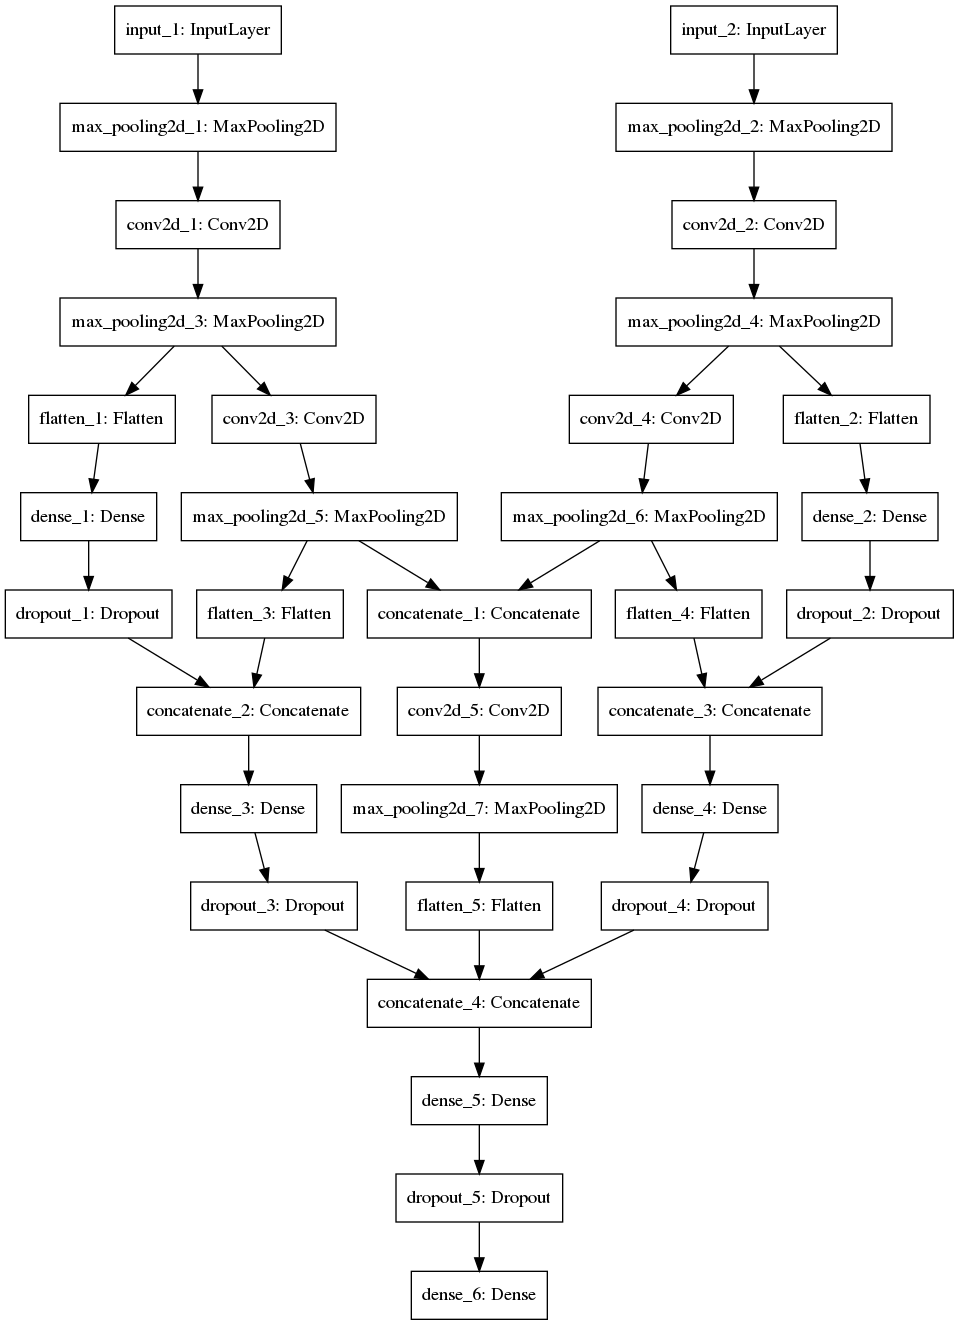 input_1: InputLayer
input_2: InputLayer
max_pooling2d_1: MaxPooling2D
max_pooling2d_2: MaxPooling2D
conv2d_1: Conv2D
conv2d_2: Conv2D
max_pooling2d_3: MaxPooling2D
max_pooling2d_4: MaxPooling2D
flatten_1: Flatten
conv2d_3: Conv2D
conv2d_4: Conv2D
flatten_2: Flatten
dense_1: Dense
max_pooling2d_5: MaxPooling2D
max_pooling2d_6: MaxPooling2D
dense_2: Dense
dropout_1: Dropout
flatten_3: Flatten
concatenate_1: Concatenate
flatten_4: Flatten
dropout_2: Dropout
concatenate_2: Concatenate
conv2d_5: Conv2D
concatenate_3: Concatenate
dense_3: Dense
max_pooling2d_7: MaxPooling2D
dense_4: Dense
dropout_3: Dropout
flatten_5: Flatten
dropout_4: Dropout
concatenate_4: Concatenate
dense_5: Dense
dropout_5: Dropout
dense_6: Dense